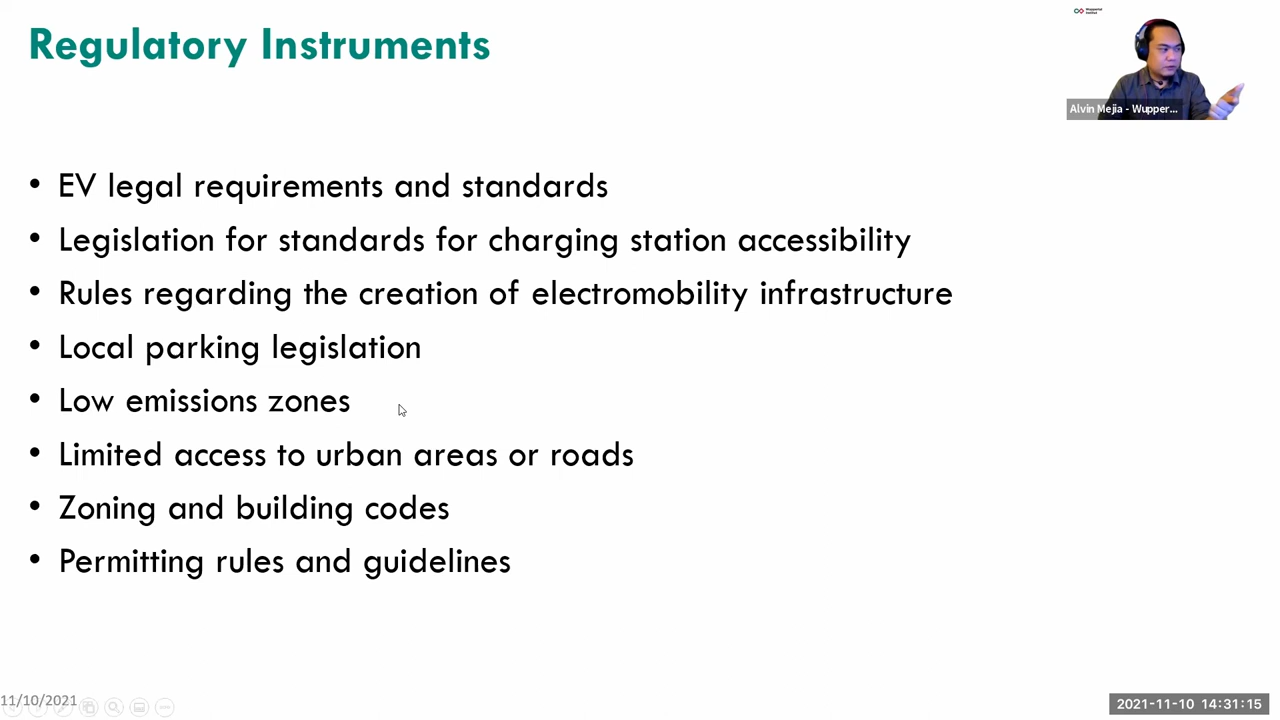 Regulatory Instruments
Wuppertal
Institut
Alvin Mejia - Wupper...
• EV legal requirements and standards
• Legislation for standards for charging station accessibility
• Rules regarding the creation of electromobility infrastructure
• Local parking legislation
• Low emissions zones
• Limited access to urban areas or roads
• Zoning and building codes
• Permitting rules and guidelines
11/10/2021
2021-11-10 14:31:15